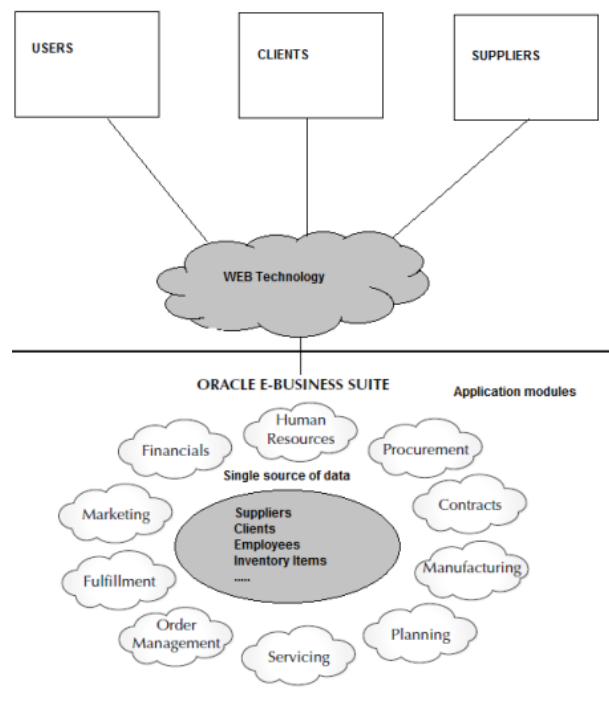 USERS
CLIENTS
SUPPLIERS
WEB Technology
ORACLE E-BUSINESS SUITE
Application modules
Human
Resources
Financials
Procurement
Single source of data
Marketing
Contracts
Suppliers
Clients
Employees
Inventory Items
.....
Fulfillment
Manufacturing
Order
Management
Planning
Servicing